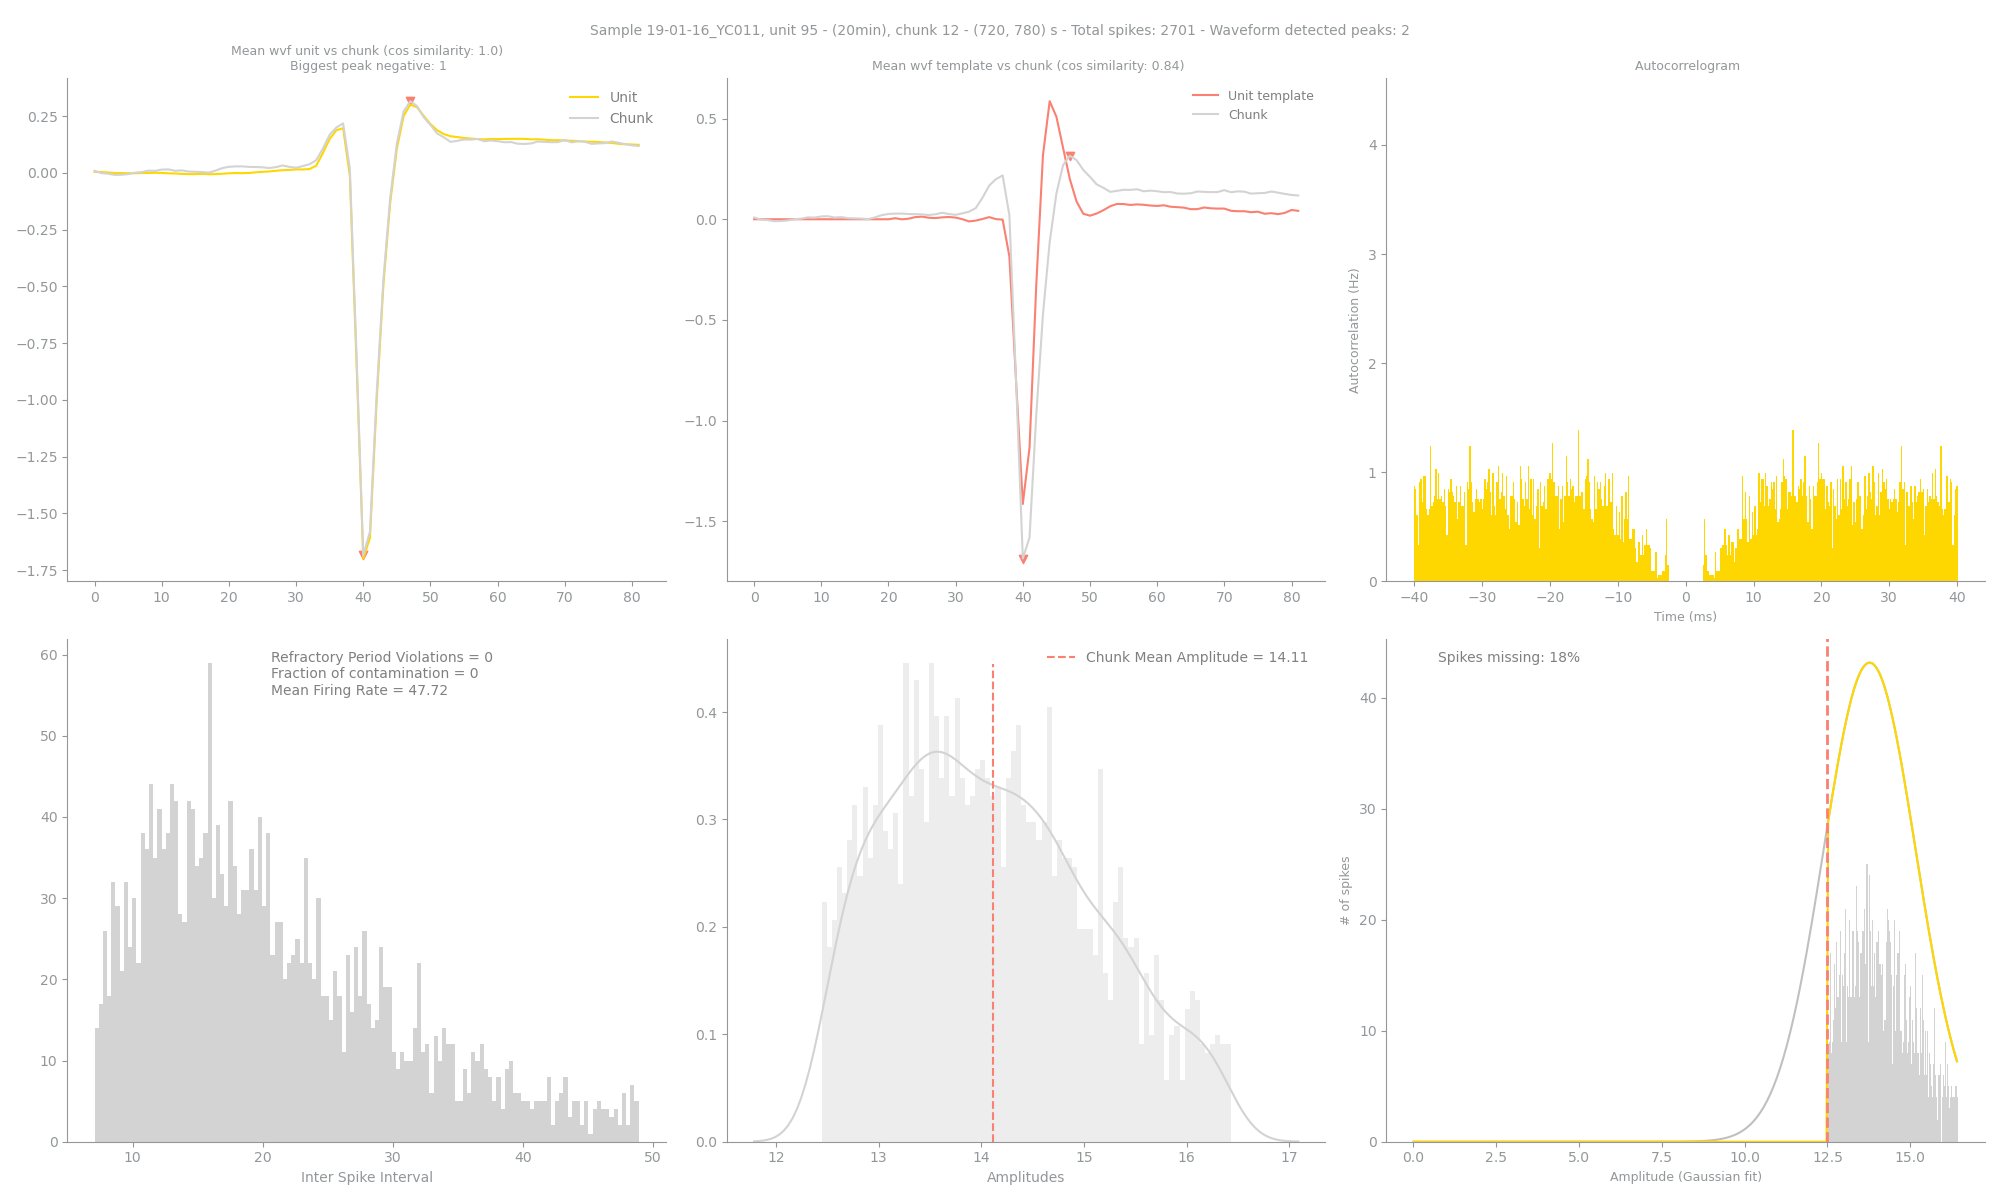 Sample 19-01-16_YC011, unit 95 - (20min), chunk 12 - (720, 780) s - Total spikes: 2701 - Waveform detected peaks: 2
Mean wvf unit vs chunk (cos similarity: 1.0)
Biggest peak negative: 1
Unit
Chunk
0.25
0.00
−0.25
−0.50
−0.75
−1.00
−1.25
−1.50
−1.75
0 10 20 30 40 50 60 70 80
Mean wvf template vs chunk (cos similarity: 0.84)
Unit template
Chunk
0.5
0.0
−0.5
−1.0
−1.5
0 10 20 30 40 50 60 70 80
Autocorrelogram
Autocorrelation (Hz)
4
3
2
1
0
−40 −30 −20 −10 0 10 20 30 40
Time (ms)
Refractory Period Violations = 0
Fraction of contamination = 0
Mean Firing Rate = 47.72
60
50
40
30
20
10
0
10 20 30 40 50
Inter Spike Interval
Chunk Mean Amplitude = 14.11
0.4
0.3
0.2
0.1
0.0
12 13 14 15 16 17
Amplitudes
Spikes missing: 18%
# of spikes
40
30
20
10
0
0.0 2.5 5.0 7.5 10.0 12.5 15.0
Amplitude (Gaussian fit)